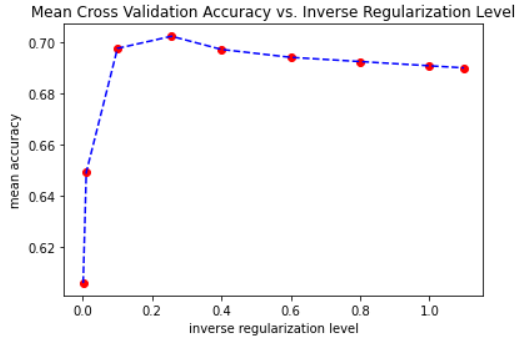 Mean Cross Validation Accuracy vs. Inverse Regularization Level
0.70
0.68
0.66
0.64
0.62
mean accuracy
0.0 0.2 0.4 0.6 0.8 1.0
inverse regularization level